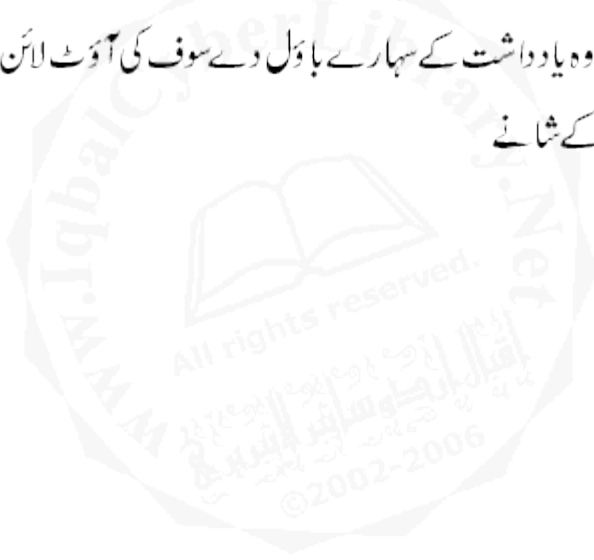 وہ یادداشت کے سہارے باؤل دے سوف کی آؤٹ لائن
کے شانے
www.IqbalCyberLibrary.Net
All rights reserved.
©2002-2006